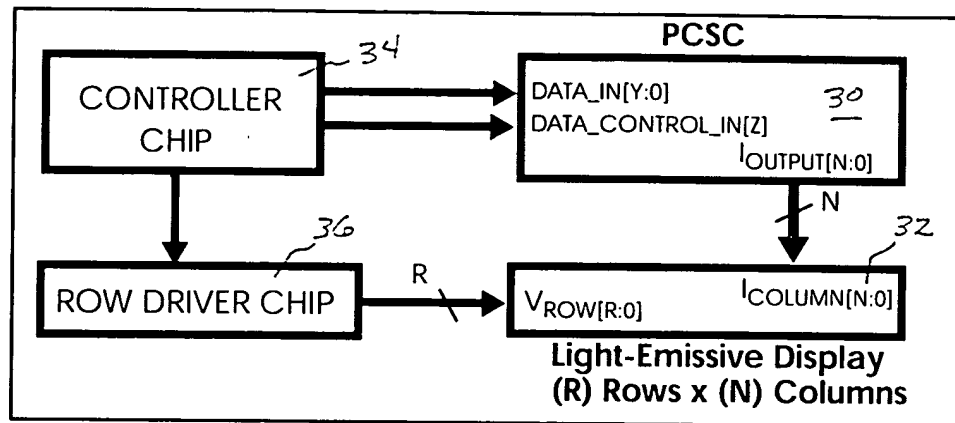 PCSC
34
CONTROLLER
CHIP
DATA_IN[Y:0]
30
DATA_CONTROL_IN[Z]
IOUTPUT[N:0]
N
36
32
ROW DRIVER CHIP
R
VROW[R:0]
ICOLUMN[N:0]
Light-Emissive Display
(R) Rows x (N) Columns